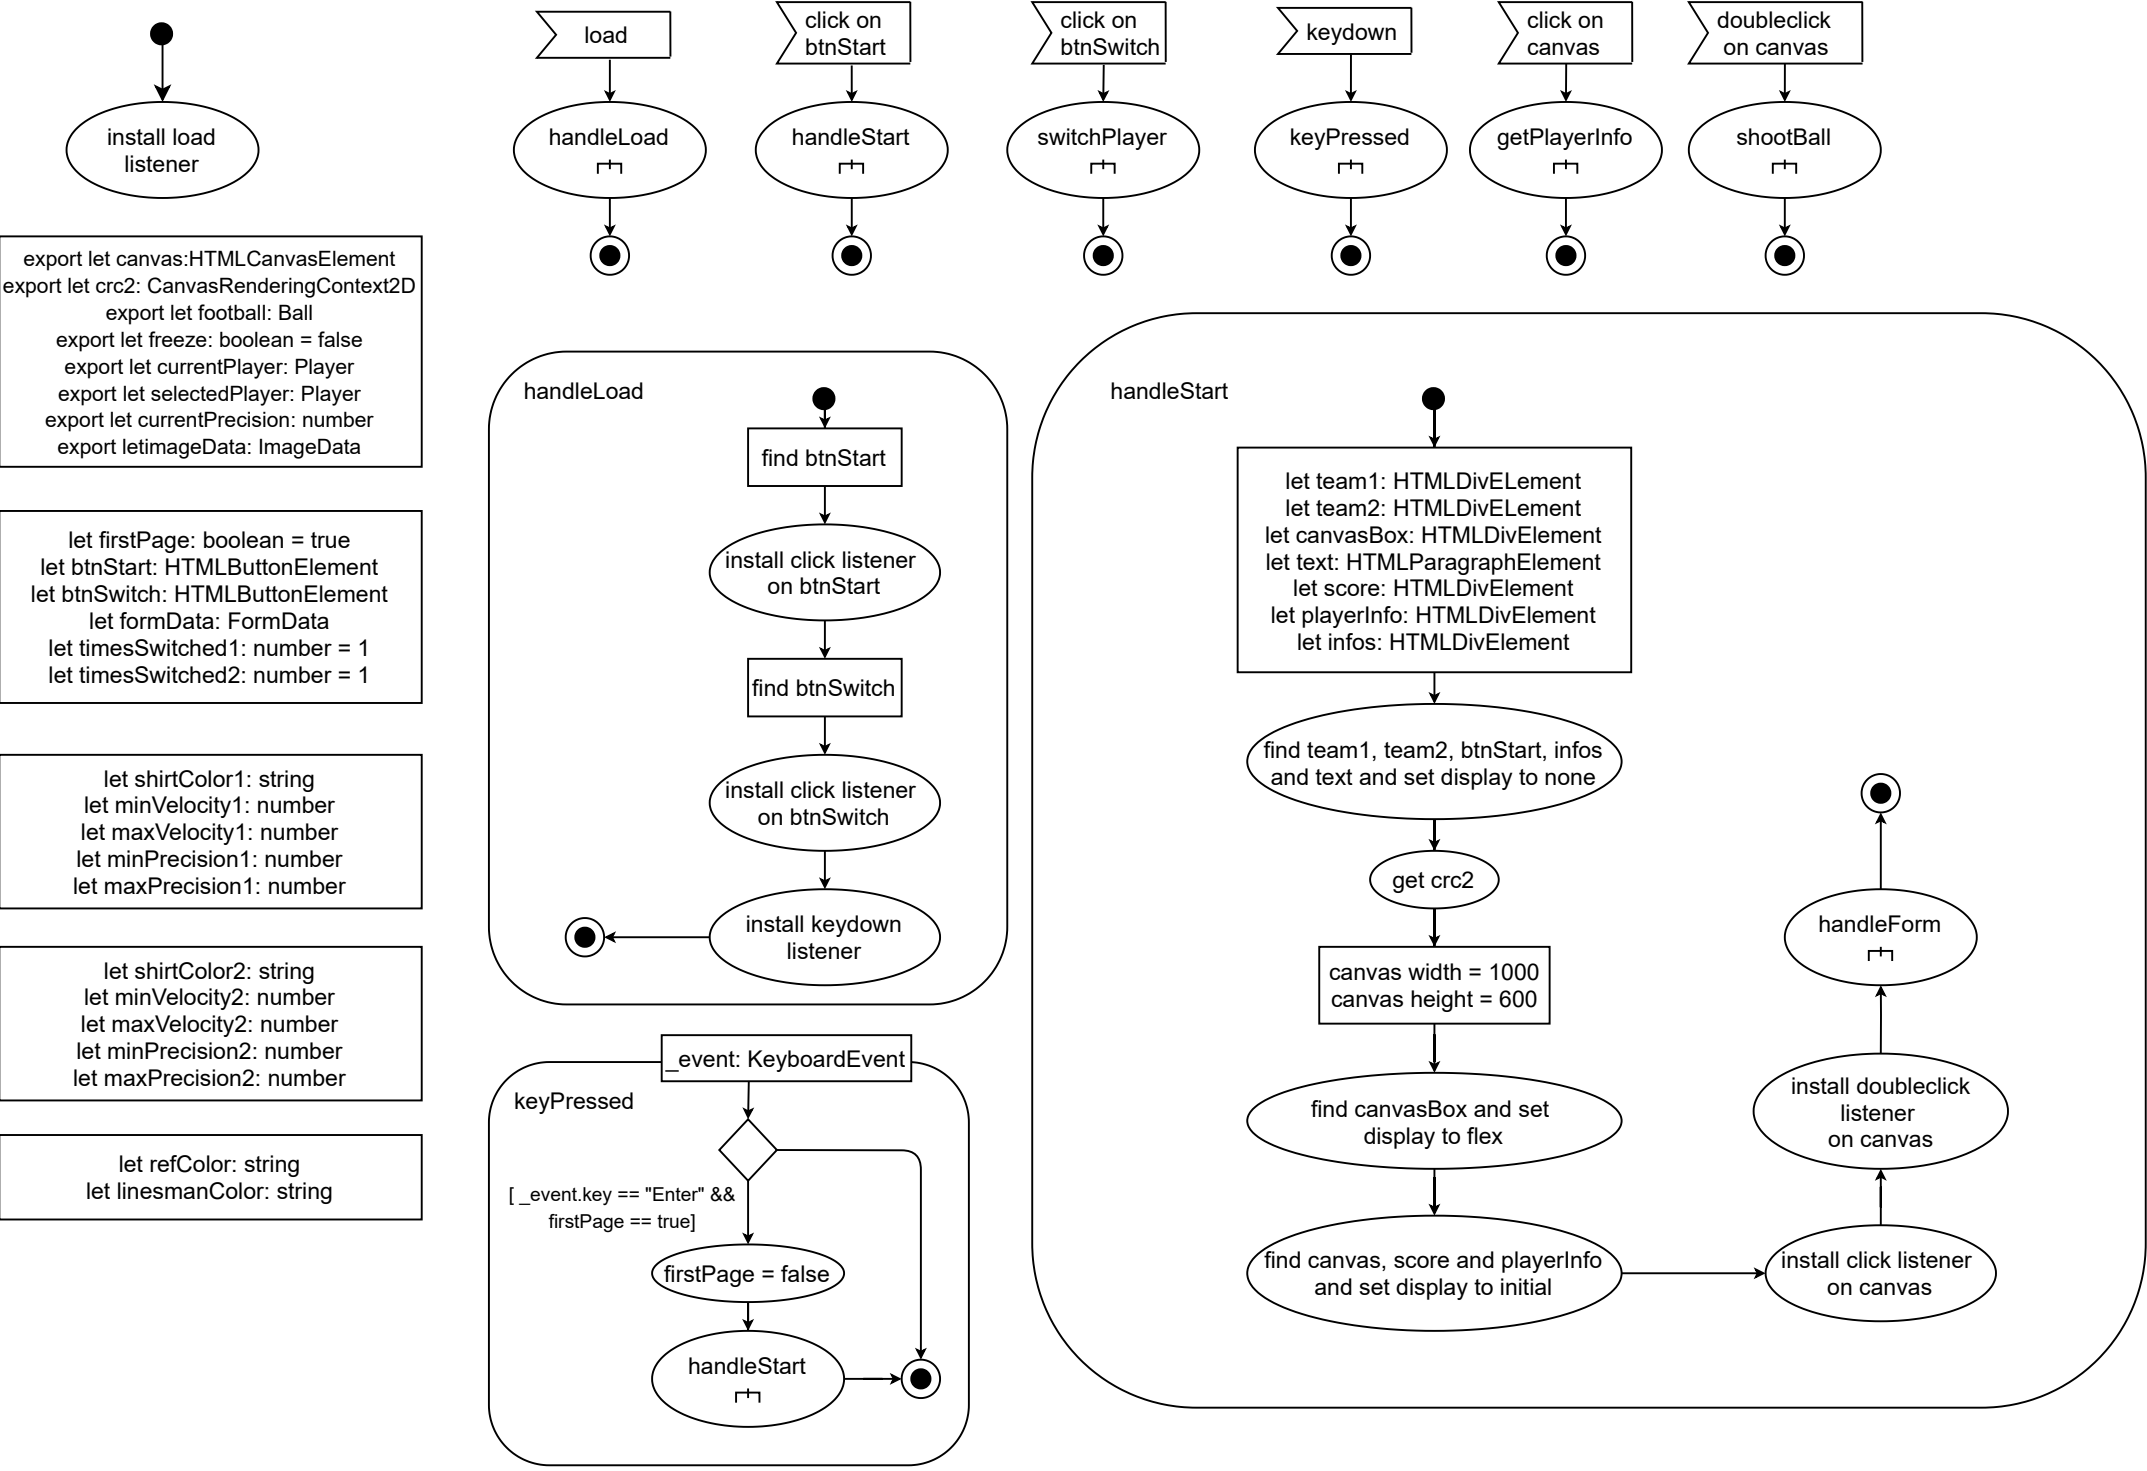 install load
listener
load
handleLoad
click on
btnStart
handleStart
click on
btnSwitch
switchPlayer
keydown
keyPressed
click on
canvas
getPlayerInfo
doubleclick
on canvas
shootBall
export let canvas:HTMLCanvasElement
export let crc2: CanvasRenderingContext2D
export let football: Ball
export let freeze: boolean = false
export let currentPlayer: Player
export let selectedPlayer: Player
export let currentPrecision: number
export letimageData: ImageData
let firstPage: boolean = true
let btnStart: HTMLButtonElement
let btnSwitch: HTMLButtonElement
let formData: FormData
let timesSwitched1: number = 1
let timesSwitched2: number = 1
let shirtColor1: string
let minVelocity1: number
let maxVelocity1: number
let minPrecision1: number
let maxPrecision1: number
let shirtColor2: string
let minVelocity2: number
let maxVelocity2: number
let minPrecision2: number
let maxPrecision2: number
let refColor: string
let linesmanColor: string
handleLoad
find btnStart
install click listener
on btnStart
find btnSwitch
install click listener
on btnSwitch
install keydown
listener
_event: KeyboardEvent
keyPressed
[ _event.key == "Enter" &&
firstPage == true]
firstPage = false
handleStart
handleStart
let team1: HTMLDivELement
let team2: HTMLDivELement
let canvasBox: HTMLDivElement
let text: HTMLParagraphElement
let score: HTMLDivElement
let playerInfo: HTMLDivElement
let infos: HTMLDivElement
find team1, team2, btnStart, infos
and text and set display to none
get crc2
canvas width = 1000
canvas height = 600
find canvasBox and set
display to flex
find canvas, score and playerInfo
and set display to initial
install click listener
on canvas
install doubleclick
listener
on canvas
handleForm